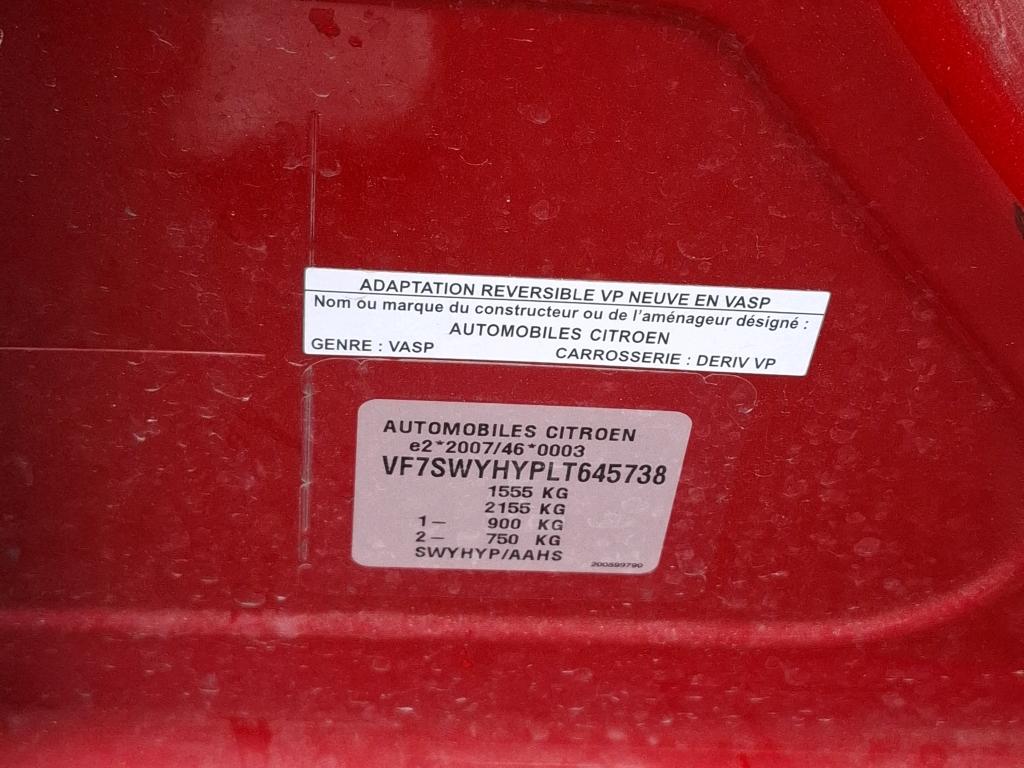 ADAPTATION REVERSIBLE VP NEUVE EN VASP
Nom ou marque du constructeur ou de l'aménageur désigné :
AUTOMOBILES CITROEN
GENRE : VASP CARROSSERIE : DERIV VP
AUTOMOBILES CITROEN
e2*2007/46*0003
VF7SWYHYPLT645738
1555 KG
2155 KG
1— 900 KG
2— 750 KG
SWYHYP/AAHS
200599790